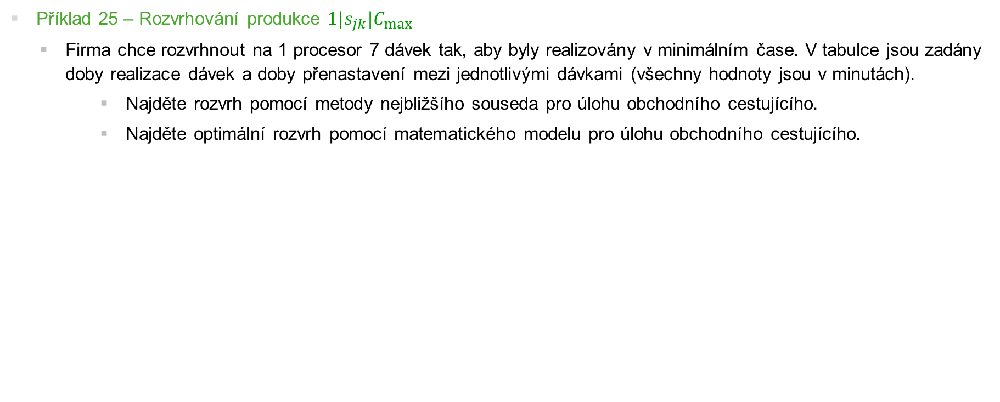 Příklad 25 – Rozvrhování produkce 1|s_{jk}|C_{max}
Firma chce rozvrhnout na 1 procesor 7 dávek tak, aby byly realizovány v minimálním čase. V tabulce jsou zadány
doby realizace dávek a doby přenastavení mezi jednotlivými dávkami (všechny hodnoty jsou v minutách).
Najděte rozvrh pomocí metody nejbližšího souseda pro úlohu obchodního cestujícího.
Najděte optimální rozvrh pomocí matematického modelu pro úlohu obchodního cestujícího.